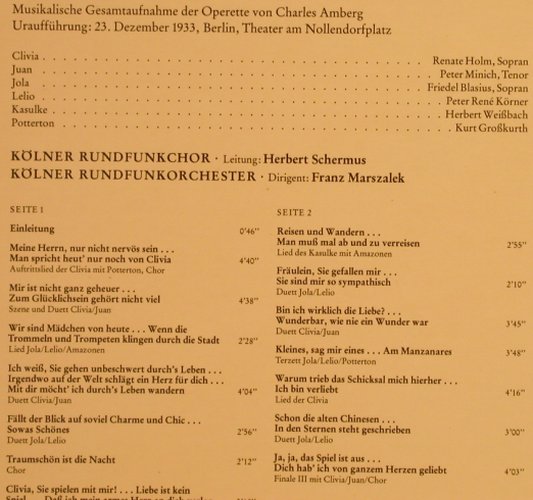 Musikalische Gesamtaufnahme der Operette von Charles Amberg
Uraufführung: 23. Dezember 1933, Berlin, Theater am Nollendorfplatz
Clivia . . . . . . . . . . . . . . . . . . . . . . . . . . . Renate Holm, Sopran
Juan . . . . . . . . . . . . . . . . . . . . . . . . . . . Peter Minich, Tenor
Jola . . . . . . . . . . . . . . . . . . . . . . . . . . . Friedel Blasius, Sopran
Lelio . . . . . . . . . . . . . . . . . . . . . . . . . . . Peter René Körner
Kasulke . . . . . . . . . . . . . . . . . . . . . . . . . . . Herbert Weißbach
Potterton . . . . . . . . . . . . . . . . . . . . . . . . . . . Kurt Großkurth
KÖLNER RUNDFUNKCHOR · Leitung: Herbert Schermus
KÖLNER RUNDFUNKORCHESTER · Dirigent: Franz Marszalek
SEITE 1
Einleitung 0'46"
Meine Herrn, nur nicht nervös sein . . .
Man spricht heut' nur noch von Clivia 4'40"
Auftrittslied der Clivia mit Potterton, Chor
Mir ist nicht ganz geheuer . . .
Zum Glücklichsein gehört nicht viel 4'38"
Szene und Duett Clivia/Juan
Wir sind Mädchen von heute . . . Wenn die
Trommeln und Trompeten klingen durch die Stadt 2'28"
Lied Jola/Lelio/Amazonen
Ich weiß, Sie gehen unbeschwert durch's Leben . . .
Irgendwo auf der Welt schlägt ein Herz für dich . . .
Mit dir möcht' ich durch's Leben wandern 4'04"
Duett Clivia/Juan
Fällt der Blick auf soviel Charme und Chic . . .
Sowas Schönes 2'56"
Duett Jola/Lelio
Traumschön ist die Nacht 2'12"
Chor
Clivia, Sie spielen mit mir! . . . Liebe ist kein
SEITE 2
Reisen und Wandern . . .
Man muß mal ab und zu verreisen 2'55"
Lied des Kasulke mit Amazonen
Fräulein, Sie gefallen mir . . .
Sie sind mir so sympathisch 2'10"
Duett Jola/Lelio
Bin ich wirklich die Liebe? . . .
Wunderbar, wie nie ein Wunder war 3'45"
Duett Clivia/Juan
Kleines, sag mir eines . . . Am Manzanares 3'48"
Terzett Jola/Lelio/Potterton
Warum trieb das Schicksal mich hierher . . .
Ich bin verliebt 4'16"
Lied der Clivia
Schon die alten Chinesen . . .
In den Sternen steht geschrieben 3'00"
Duett Jola/Lelio
Ja, ja, das Spiel ist aus . . .
Dich hab' ich von ganzem Herzen geliebt 4'03"
Finale III mit Clivia/Juan/Chor